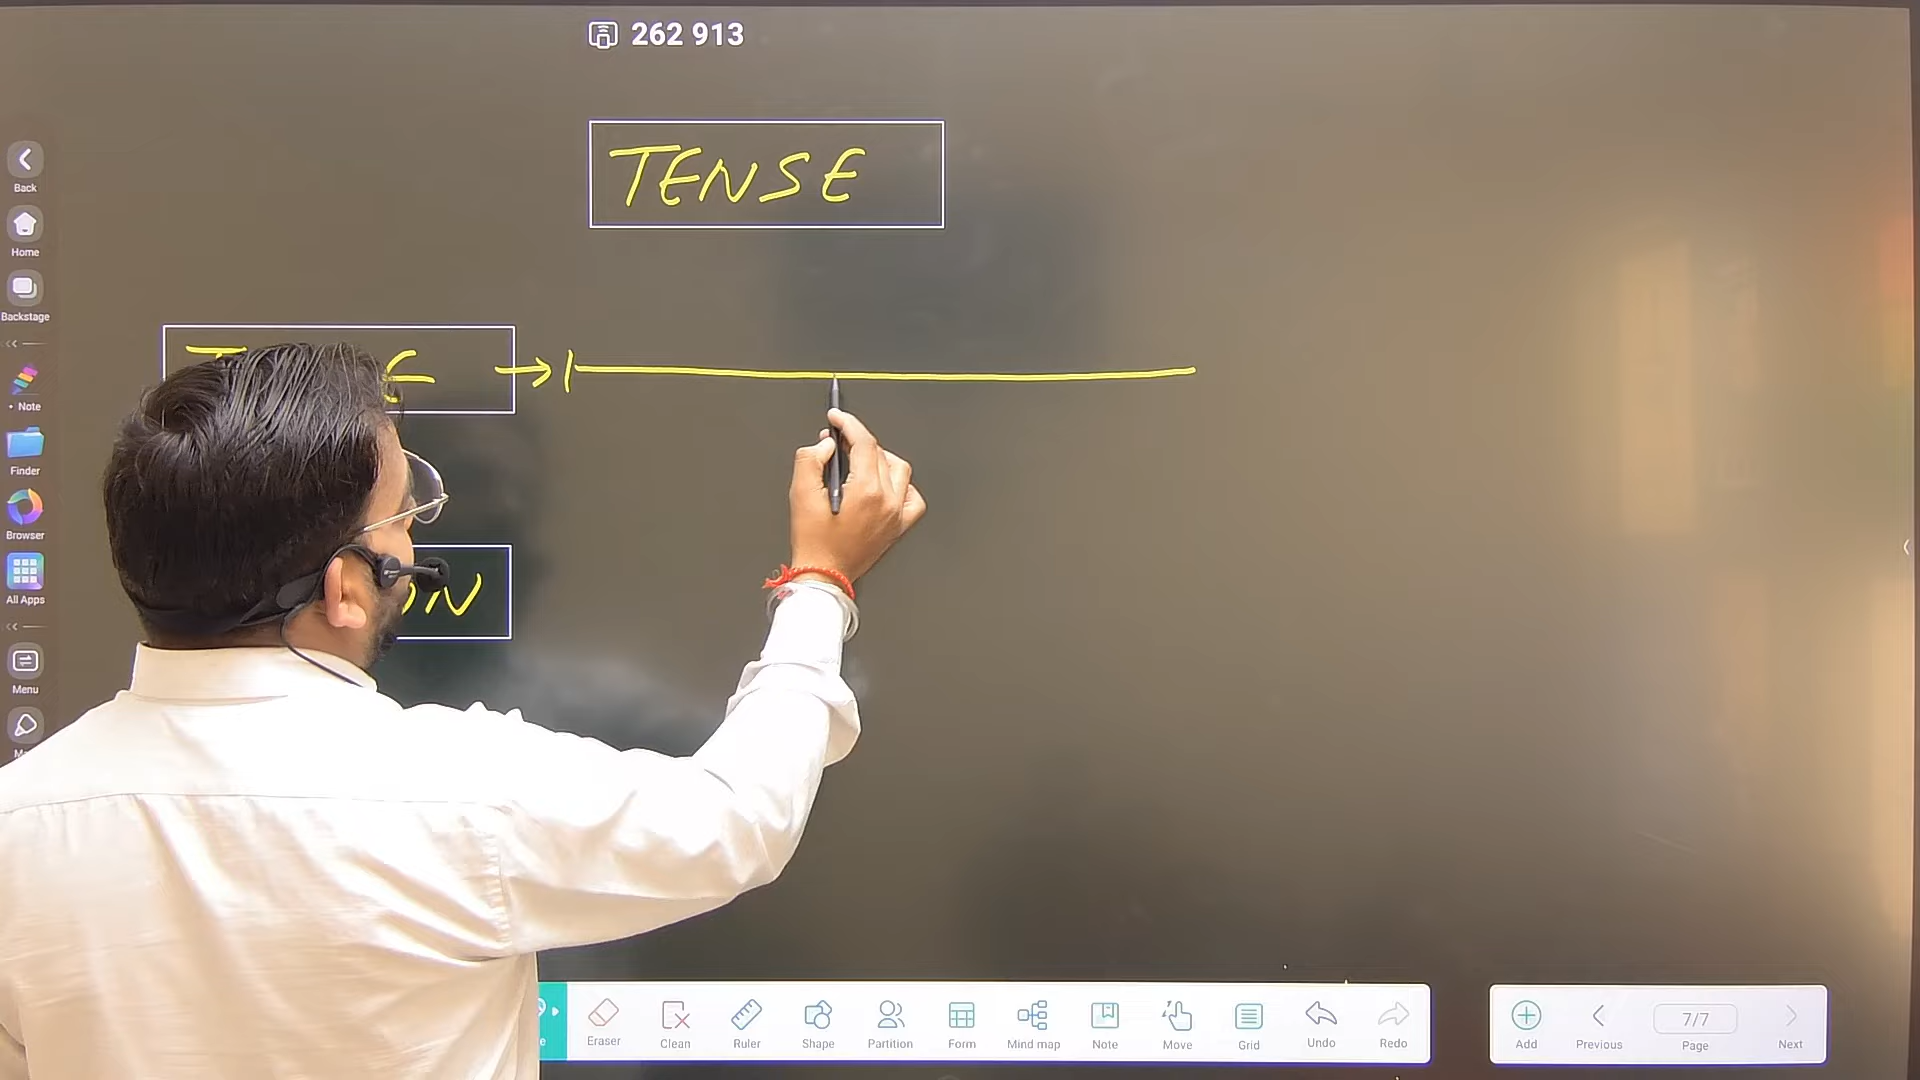 262 913
TENSE
Back
Home
Backstage
Note
Finder
Browser
All Apps
Menu
Eraser
Clean
Ruler
Shape
Partition
Form
Mind map
Note
Move
Grid
Undo
Redo
Add
Previous
7/7
Page
Next